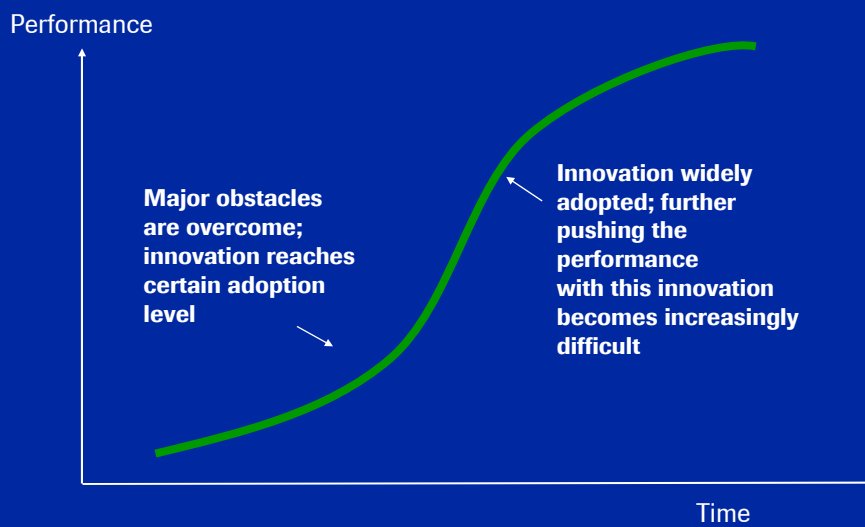 Performance
Major obstacles
are overcome;
innovation reaches
certain adoption
level
Innovation widely
adopted; further
pushing the
performance
with this innovation
becomes increasingly
difficult
Time